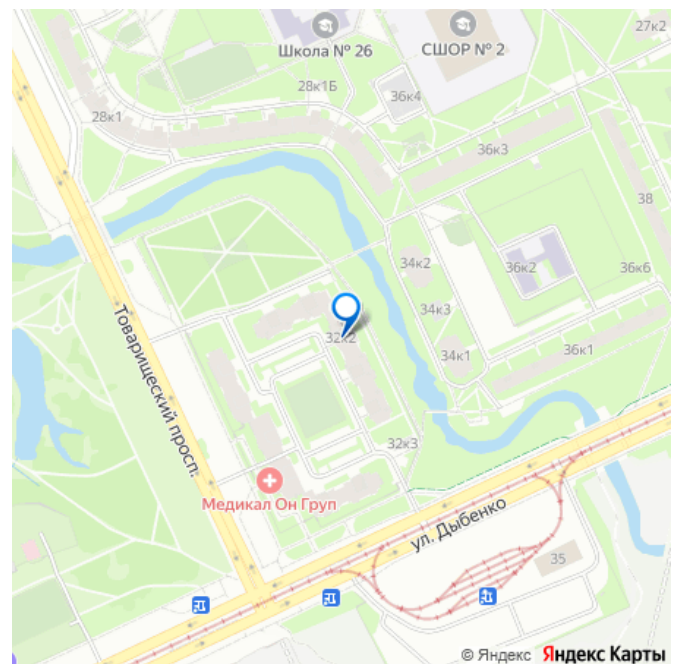 27к2
Школа № 26
СШОР № 2
28к1Б
36к4
28к1
36к3
38
34к2
36к2
36к6
34к3
Товарищеский просп.
32к2
34к1
36к1
32к3
Медикал Он Груп
ул. Дыбенко
35
© Яндекс Яндекс Карты